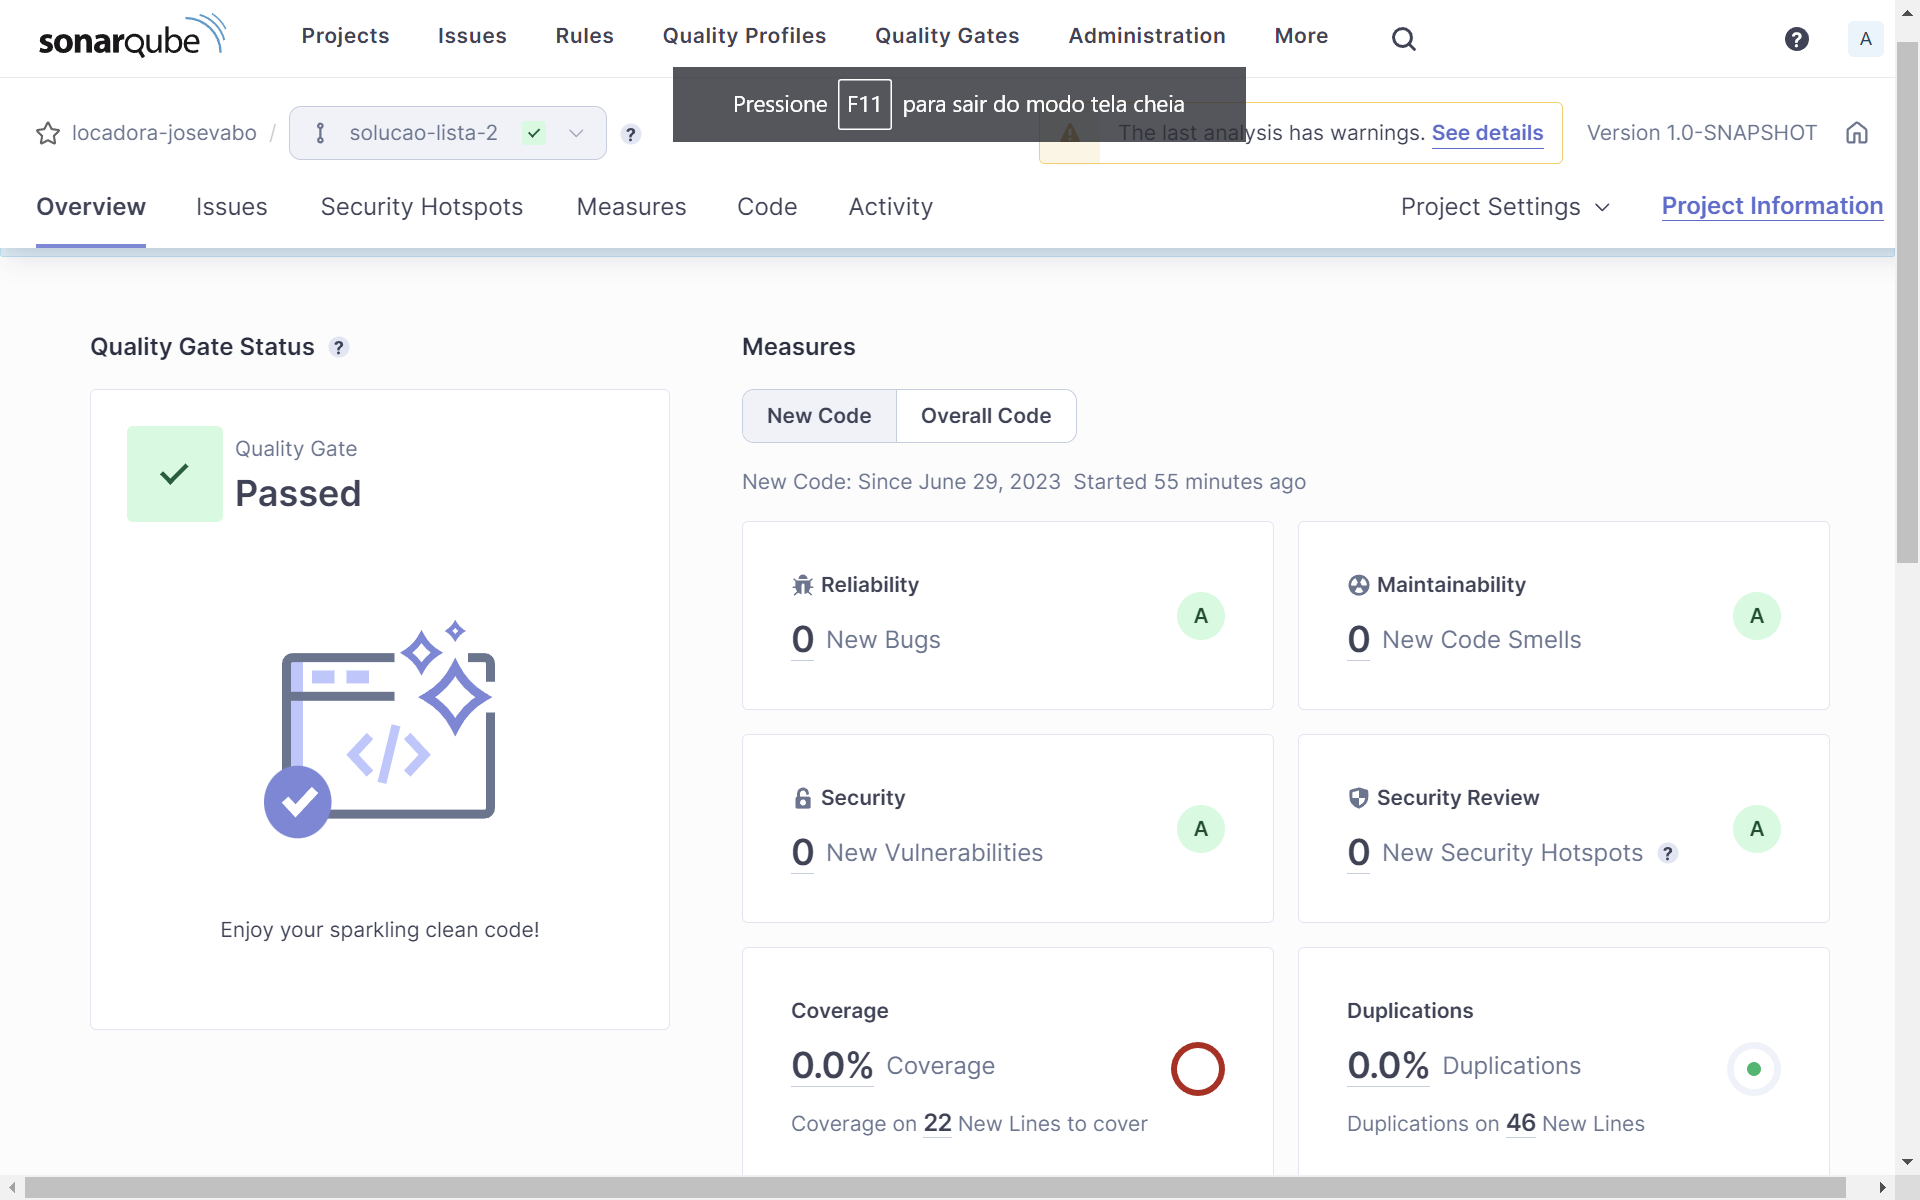 sonarqube Projects Issues Rules Quality Profiles Quality Gates Administration More ? A
Pressione F11 para sair do modo tela cheia
locadora-josevabo / solucao-lista-2 ? The last analysis has warnings. See details Version 1.0-SNAPSHOT
Overview Issues Security Hotspots Measures Code Activity Project Settings Project Information
Quality Gate Status ?
Quality Gate
Passed
</>
Enjoy your sparkling clean code!
Measures
New Code Overall Code
New Code: Since June 29, 2023 Started 55 minutes ago
Reliability
0 New Bugs
A
Maintainability
0 New Code Smells
A
Security
0 New Vulnerabilities
A
Security Review
0 New Security Hotspots ?
A
Coverage
0.0% Coverage
Coverage on 22 New Lines to cover
Duplications
0.0% Duplications
Duplications on 46 New Lines